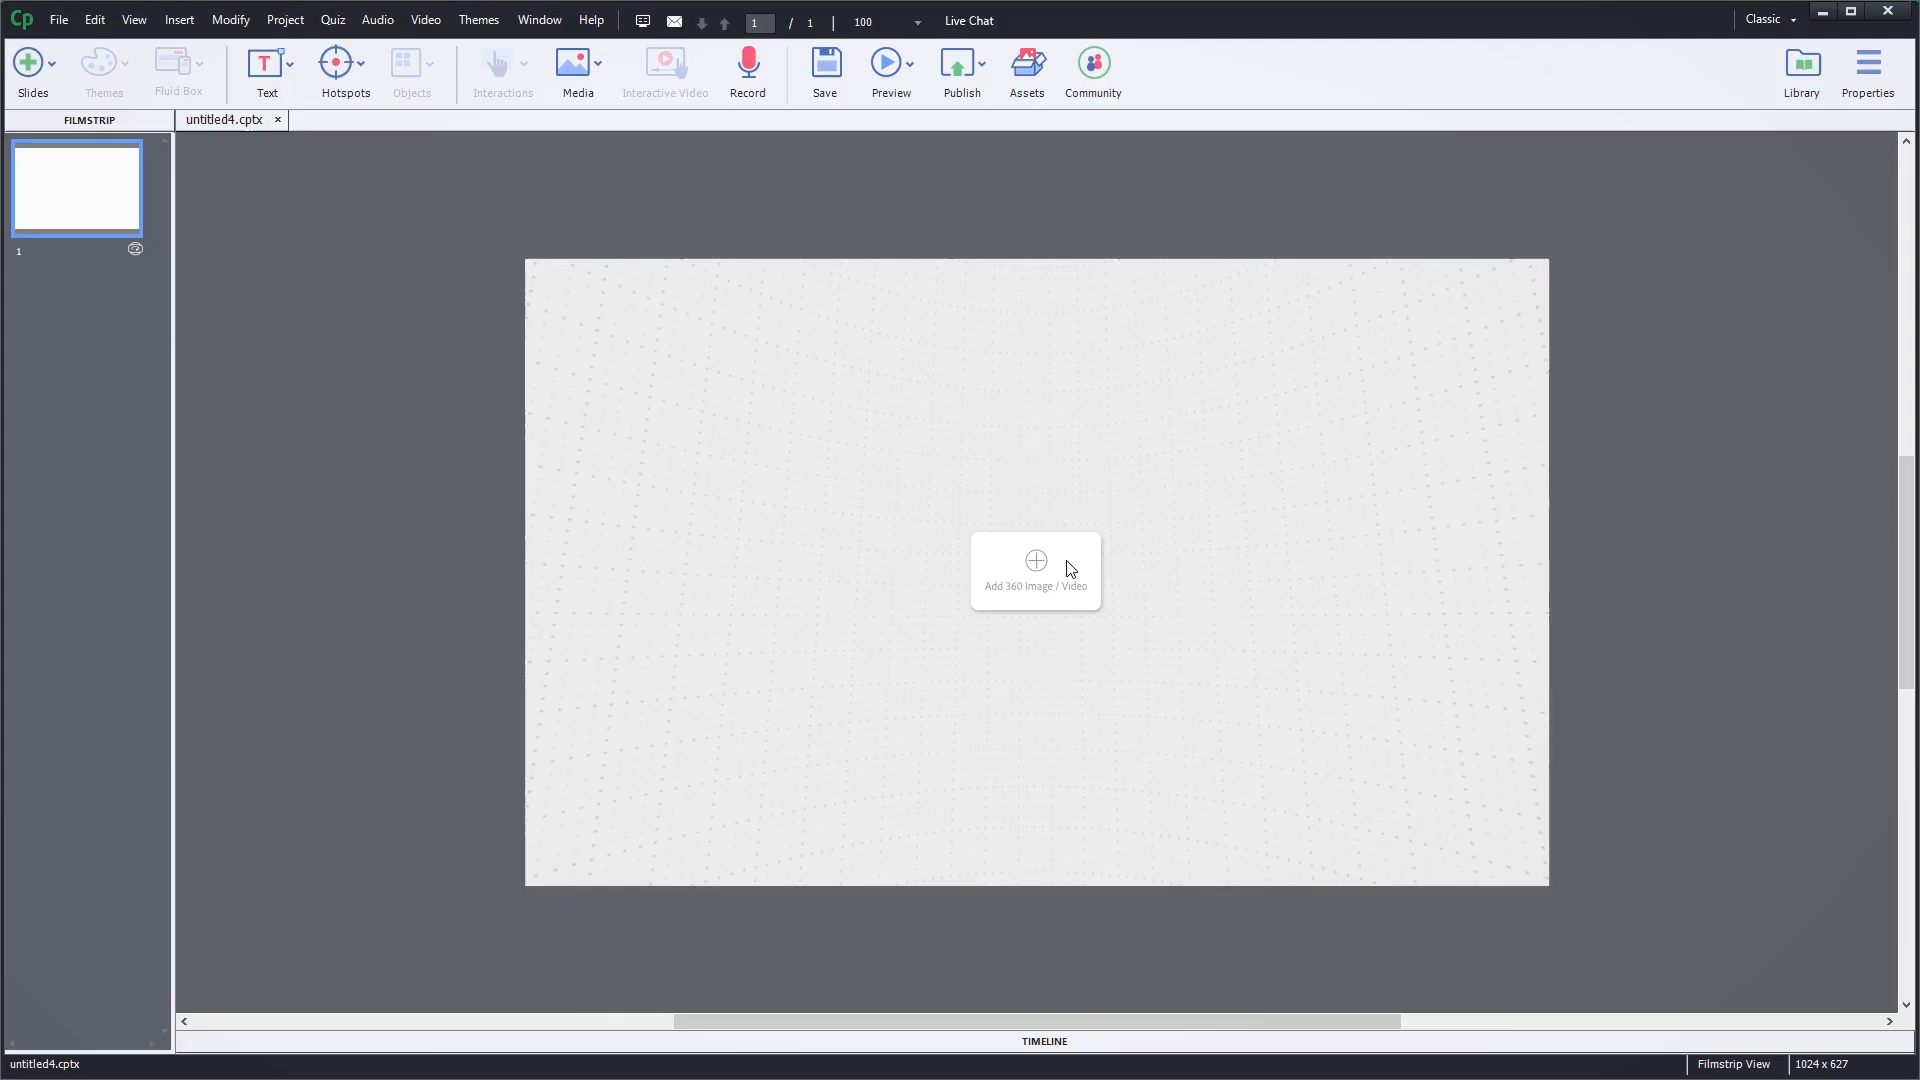 Cp File Edit View Insert Modify Project Quiz Audio Video Themes Window Help 1 / 1 100 Live Chat Classic
Slides Themes Fluid Box Text Hotspots Objects Interactions Media Interactive Video Record Save Preview Publish Assets Community Library Properties
FILMSTRIP untitled4.cptx ×
1
Add 360 Image / Video
TIMELINE
untitled4.cptx Filmstrip View 1024 x 627